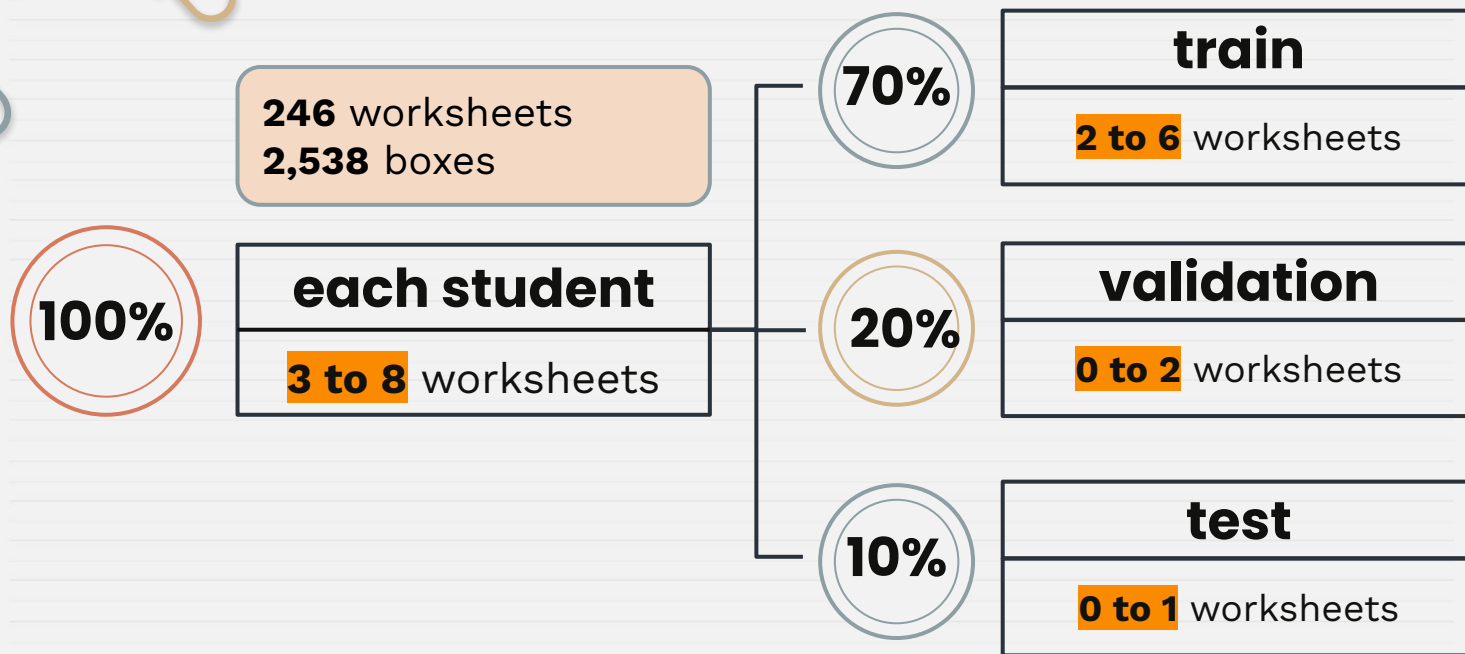 246 worksheets
2,538 boxes
100%
each student
3 to 8 worksheets
70%
train
2 to 6 worksheets
20%
validation
0 to 2 worksheets
10%
test
0 to 1 worksheets